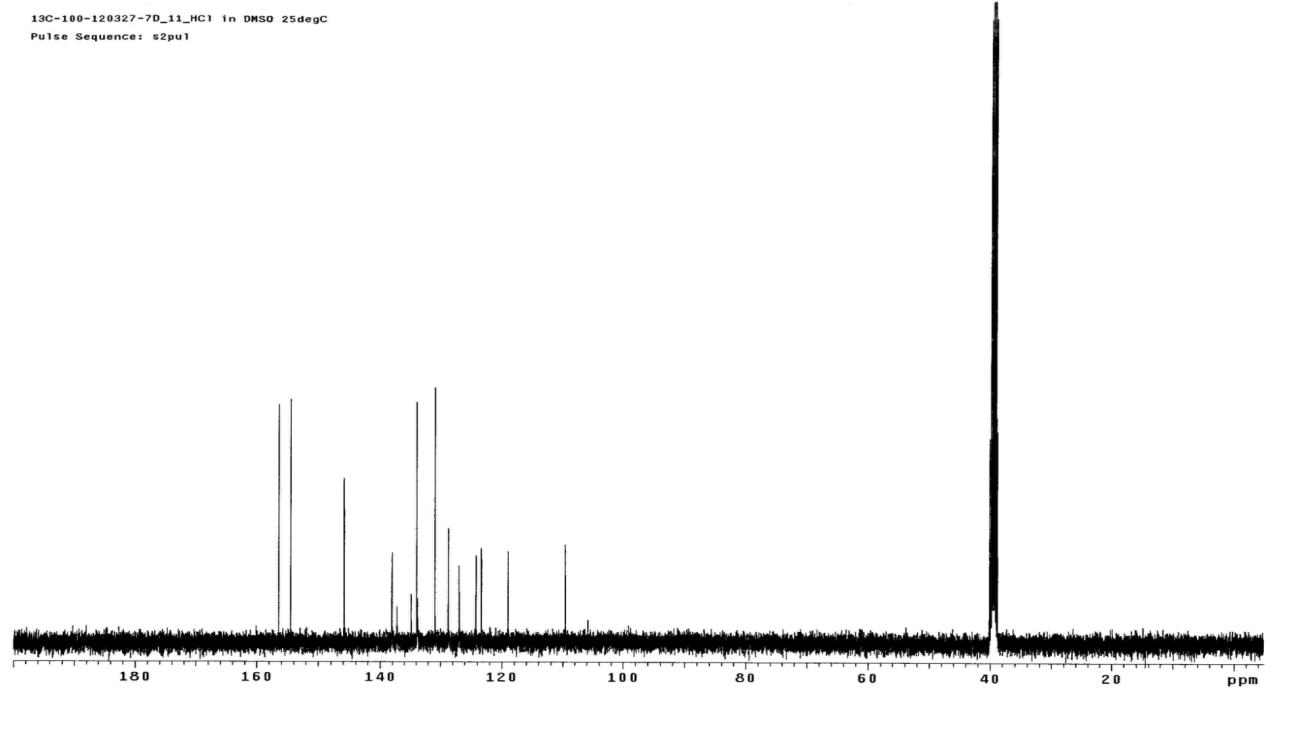 13C-100-120327-7D_11_HCl in DMSO 25degC
Pulse Sequence: s2pul
180 160 140 120 100 80 60 40 20 ppm